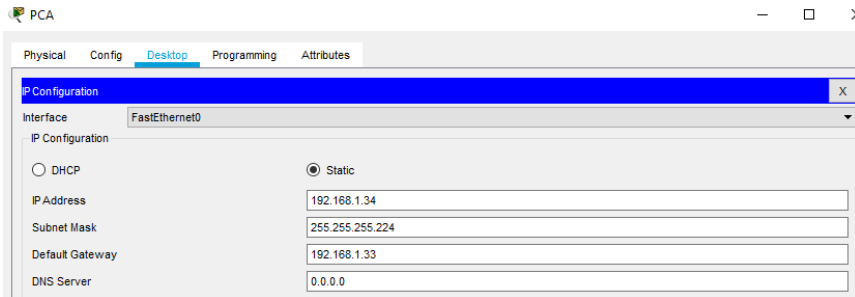 PCA
Physical Config Desktop Programming Attributes
IP Configuration X
Interface FastEthernet0
IP Configuration
DHCP Static
IP Address 192.168.1.34
Subnet Mask 255.255.255.224
Default Gateway 192.168.1.33
DNS Server 0.0.0.0